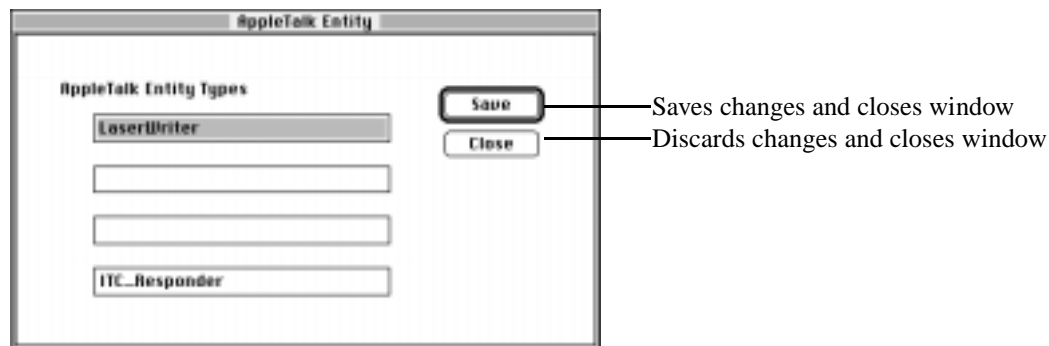 AppleTalk Entity
AppleTalk Entity Types
LaserWriter
ITC_Responder
Save
Close
Saves changes and closes window
Discards changes and closes window